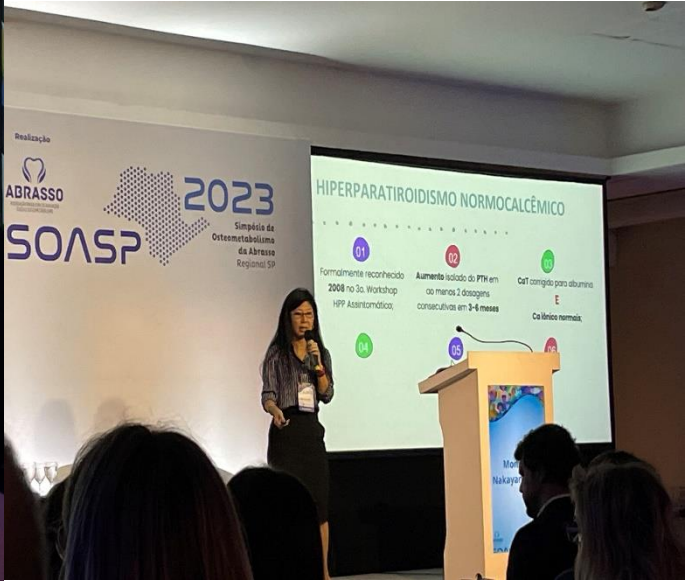 Realização
ABRASSO
SOASP
2023
Simpósio de
Osteometabolismo
da Abrasso
Regional SP
HIPERPARATIROIDISMO NORMOCALCÊMICO
01
Formalmente reconhecido
2008 no 3o. Workshop
HPP Assintomática;
02
Aumento isolado do PTH em
ao menos 2 dosagens
consecutivas em 3-6 meses
03
CaT corrigido para albumina
E
Ca iônico normais;
04
05
06